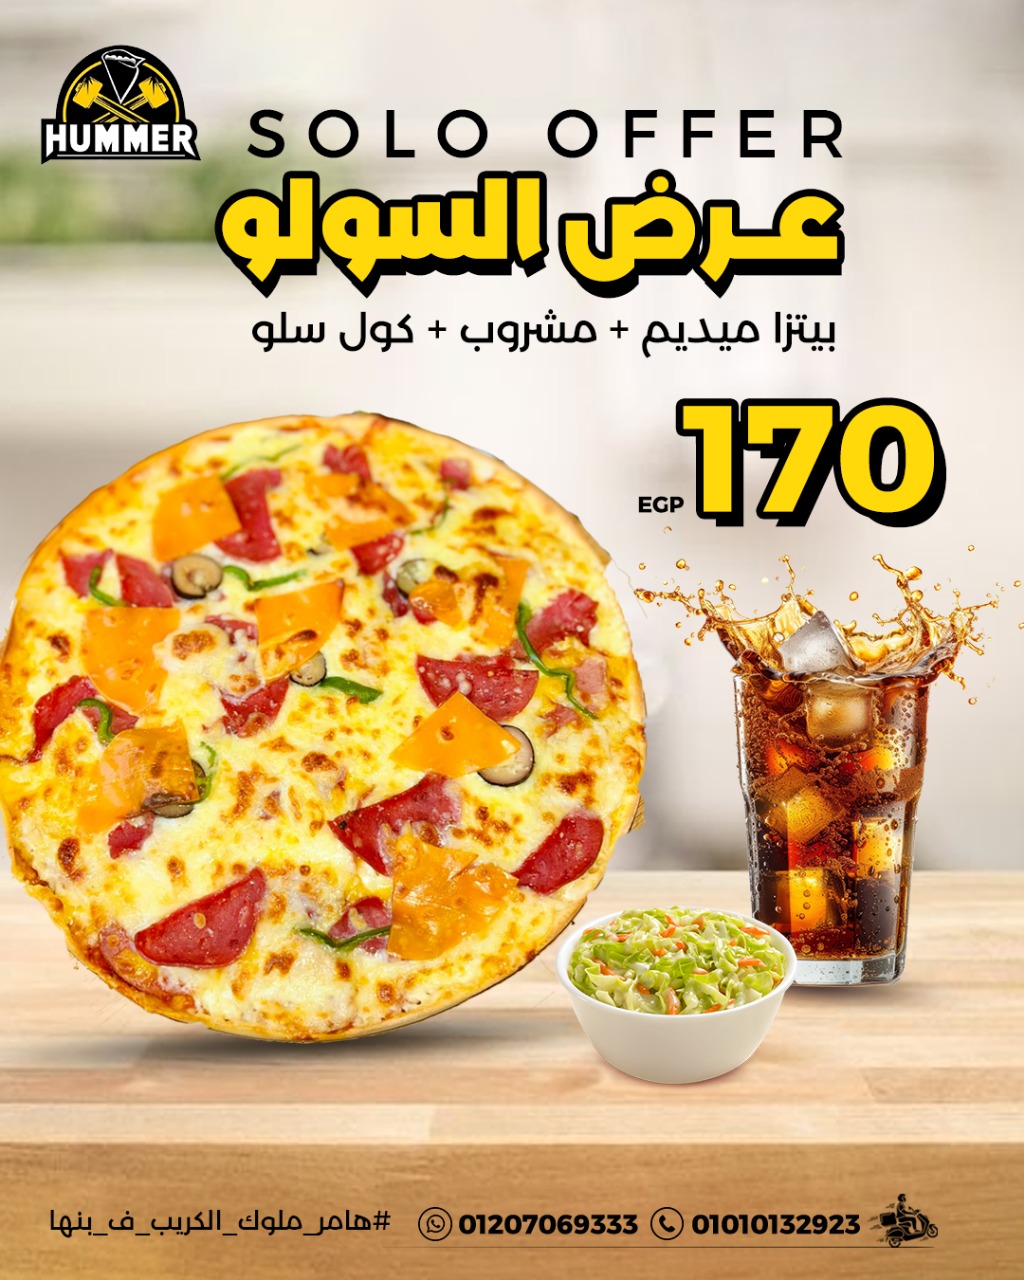 HUMMER
SOLO OFFER
عرض السولو
بيتزا ميديم + مشروب + كول سلو
170 EGP
#هامر_ملوك_الكريب_ف_بنها 01207069333 01010132923